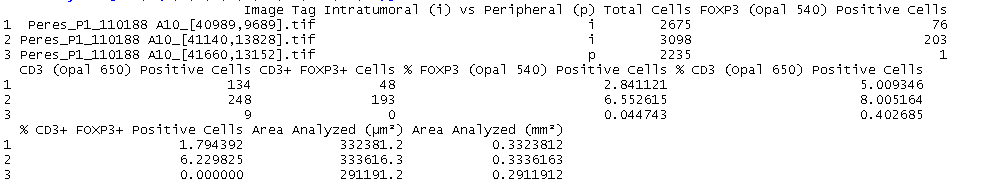 Image Tag Intratumoral (i) vs Peripheral (p) Total Cells FOXP3 (Opal 540) Positive Cells
1 Peres_P1_110188 A10_[40989,9689].tif i 2675 76
2 Peres_P1_110188 A10_[41140,13828].tif i 3098 203
3 Peres_P1_110188 A10_[41660,13152].tif p 2235 1
CD3 (Opal 650) Positive Cells CD3+ FOXP3+ Cells % FOXP3 (Opal 540) Positive Cells % CD3 (Opal 650) Positive Cells
1 134 48 2.841121 5.009346
2 248 193 6.552615 8.005164
3 9 0 0.044743 0.402685
% CD3+ FOXP3+ Positive Cells Area Analyzed (µm²) Area Analyzed (mm²)
1 1.794392 332381.2 0.3323812
2 6.229825 333616.3 0.3336163
3 0.000000 291191.2 0.2911912